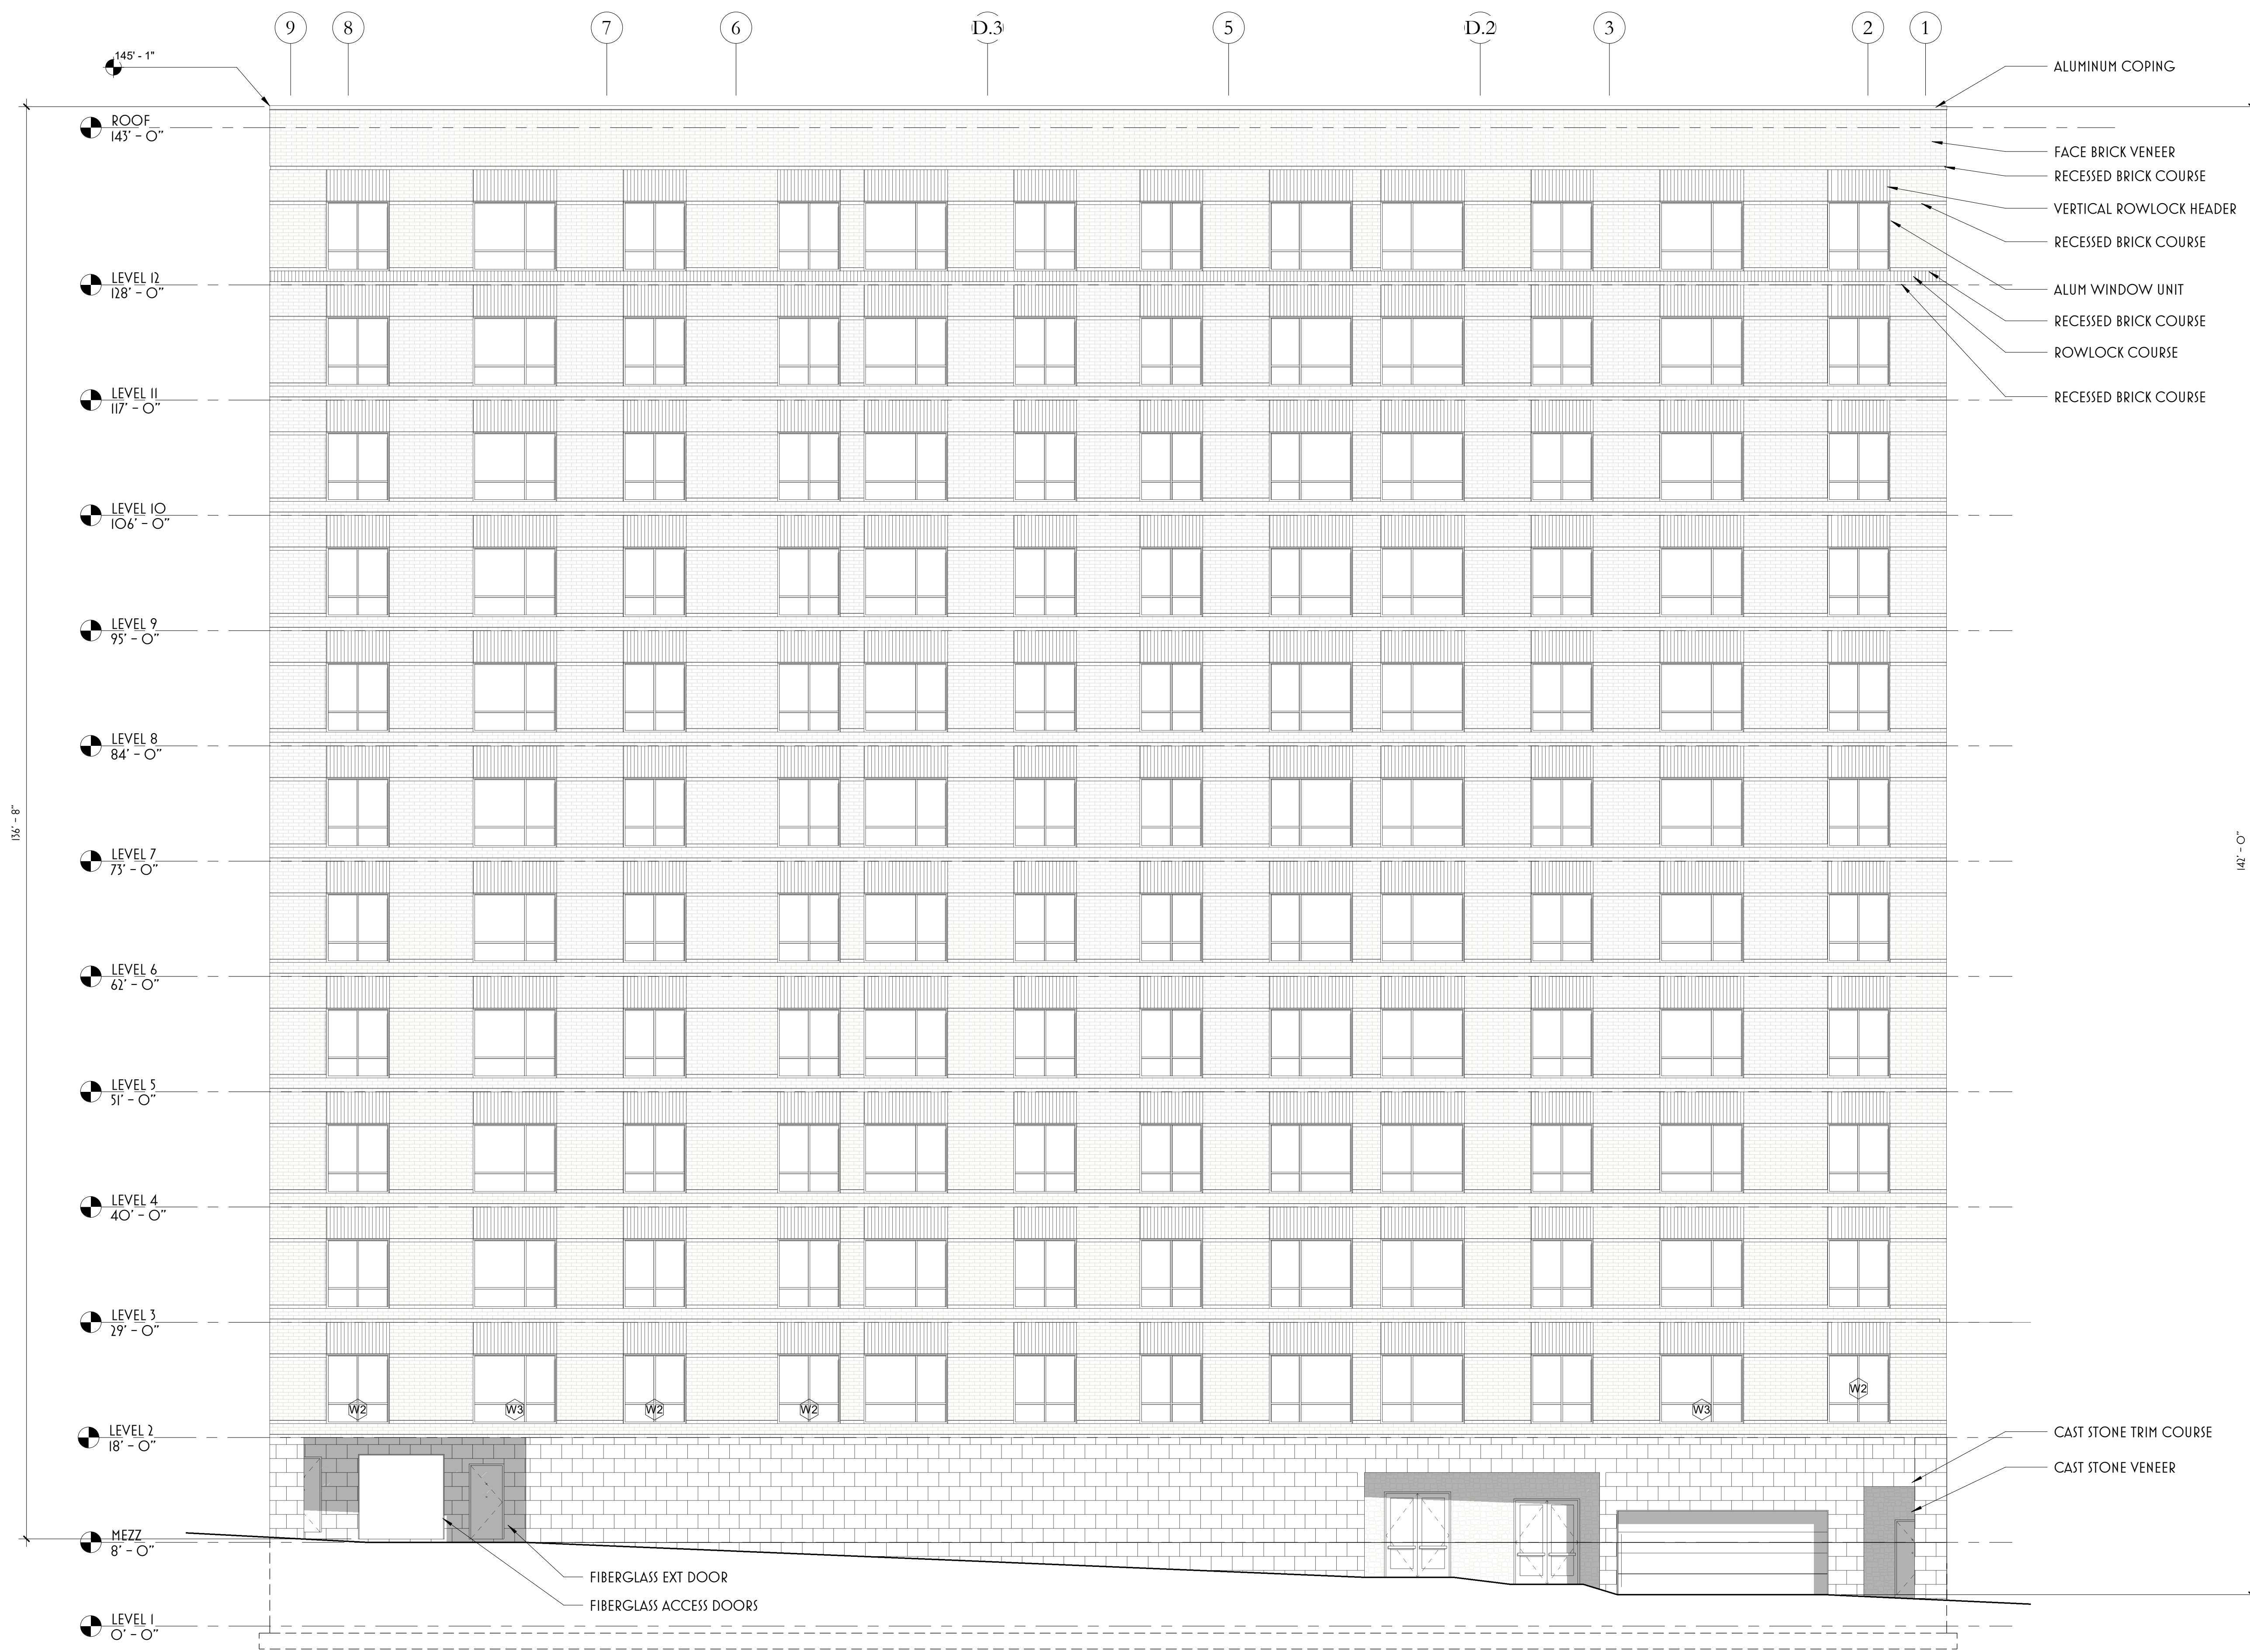 9 8 7 6 D.3 5 D.2 3 2 1
145' - 1"
ALUMINUM COPING
ROOF
143' - 0"
FACE BRICK VENEER
RECESSED BRICK COURSE
VERTICAL ROWLOCK HEADER
RECESSED BRICK COURSE
LEVEL 12
128' - 0"
ALUM WINDOW UNIT
RECESSED BRICK COURSE
ROWLOCK COURSE
LEVEL 11
117' - 0"
RECESSED BRICK COURSE
LEVEL 10
106' - 0"
LEVEL 9
95' - 0"
LEVEL 8
84' - 0"
136' - 8"
142' - 0"
LEVEL 7
73' - 0"
LEVEL 6
62' - 0"
LEVEL 5
51' - 0"
LEVEL 4
40' - 0"
LEVEL 3
29' - 0"
W2 W3 W2 W2 W3 W2
LEVEL 2
18' - 0"
CAST STONE TRIM COURSE
CAST STONE VENEER
MEZZ
8' - 0"
FIBERGLASS EXT DOOR
FIBERGLASS ACCESS DOORS
LEVEL 1
0' - 0"